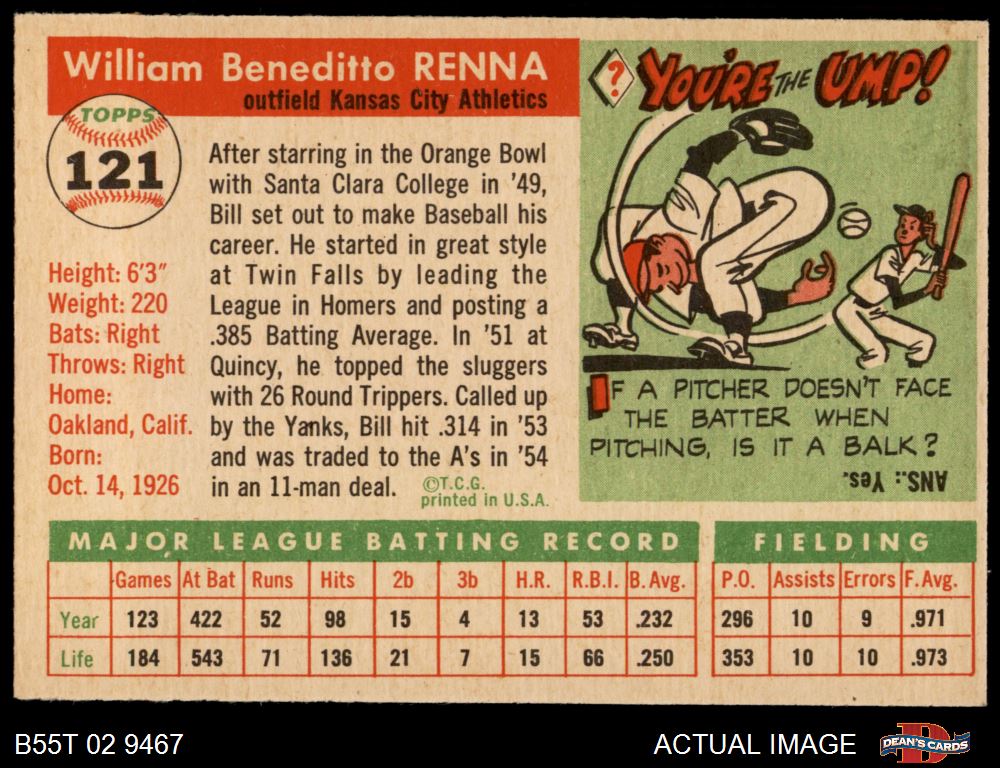 William Beneditto RENNA
outfield Kansas City Athletics
TOPPS
121
Height: 6'3"
Weight: 220
Bats: Right
Throws: Right
Home:
Oakland, Calif.
Born:
Oct. 14, 1926
After starring in the Orange Bowl
with Santa Clara College in '49,
Bill set out to make Baseball his
career. He started in great style
at Twin Falls by leading the
League in Homers and posting a
.385 Batting Average. In '51 at
Quincy, he topped the sluggers
with 26 Round Trippers. Called up
by the Yanks, Bill hit .314 in '53
and was traded to the A's in '54
in an 11-man deal.
©T.C.G.
printed in U.S.A.
?
YOU'RE THE UMP!
IF A PITCHER DOESN'T FACE
THE BATTER WHEN
PITCHING, IS IT A BALK?
ANS.: Yes.
MAJOR LEAGUE BATTING RECORD
Games At Bat Runs Hits 2b 3b H.R. R.B.I. B. Avg.
Year 123 422 52 98 15 4 13 53 .232
Life 184 543 71 136 21 7 15 66 .250
FIELDING
P.O. Assists Errors F.Avg.
296 10 9 .971
353 10 10 .973
B55T 02 9467
ACTUAL IMAGE
DEAN'S CARDS